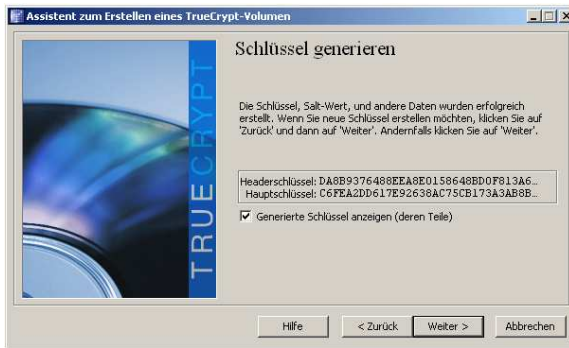 Assistent zum Erstellen eines TrueCrypt-Volumen
TRUECRYPT
Schlüssel generieren
Die Schlüssel, Salt-Wert, und andere Daten wurden erfolgreich
erstellt. Wenn Sie neue Schlüssel erstellen möchten, klicken Sie auf
'Zurück' und dann auf 'Weiter'. Andernfalls klicken Sie auf 'Weiter'.
Headerschlüssel: DA8B9376488EEA8E0158648BD0F813A6...
Hauptschlüssel: C6FEA2DD617E92638AC75CB173A3AB8B...
Generierte Schlüssel anzeigen (deren Teile)
Hilfe < Zurück Weiter > Abbrechen